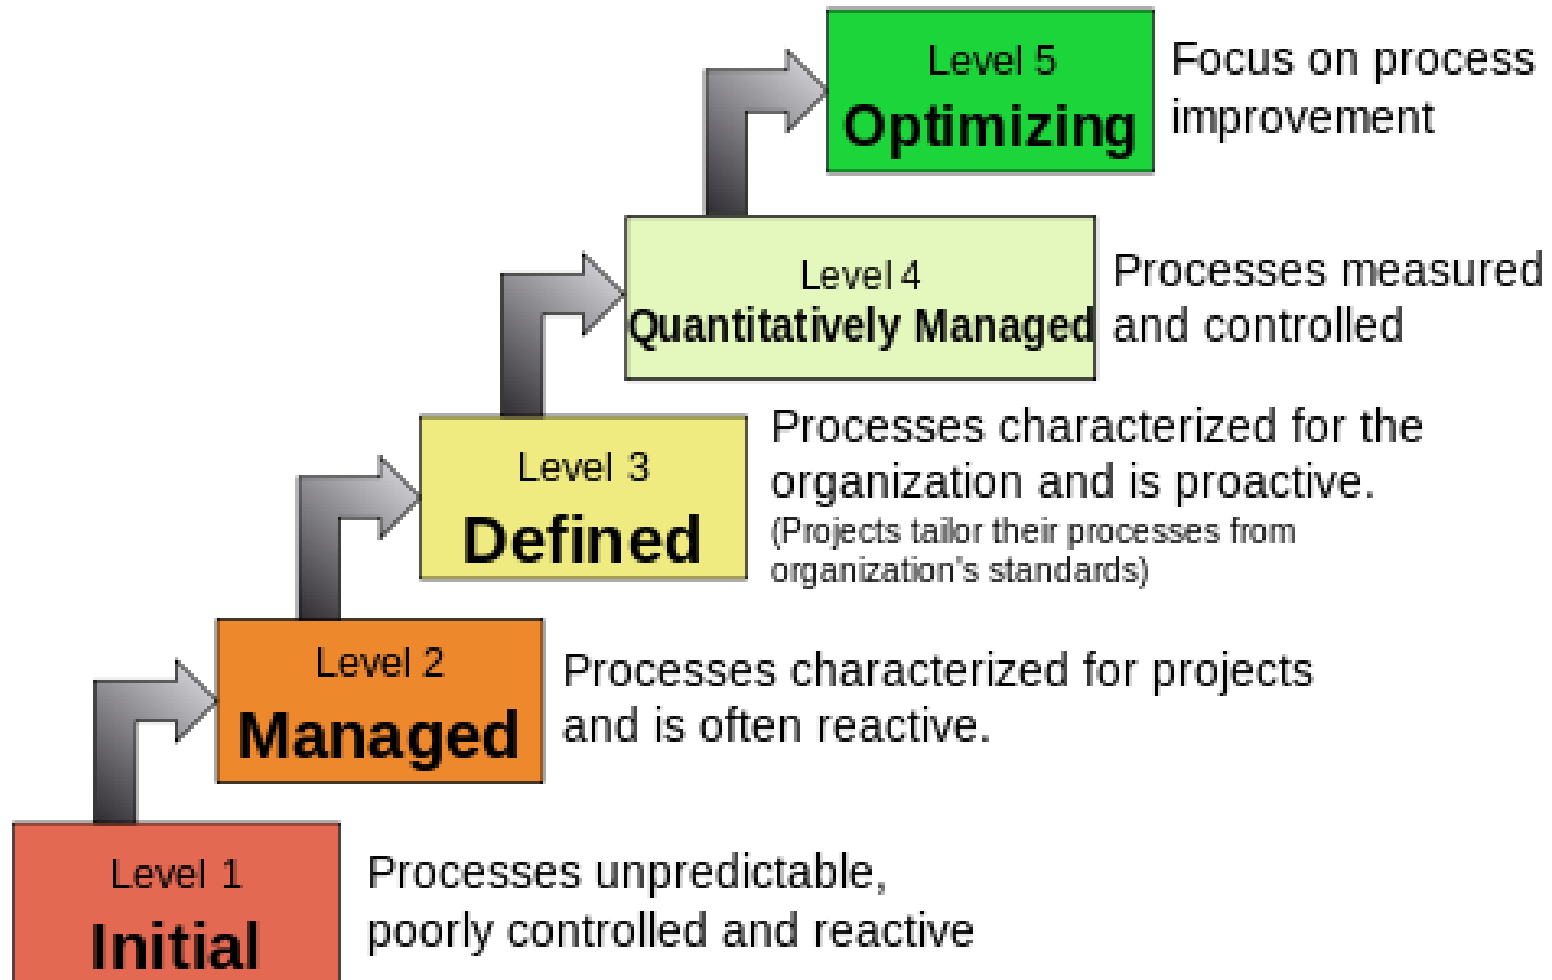 Level 5
Optimizing
Focus on process
improvement
Level 4
Quantitatively Managed
Processes measured
and controlled
Level 3
Defined
Processes characterized for the
organization and is proactive.
(Projects tailor their processes from
organization's standards)
Level 2
Managed
Processes characterized for projects
and is often reactive.
Level 1
Initial
Processes unpredictable,
poorly controlled and reactive